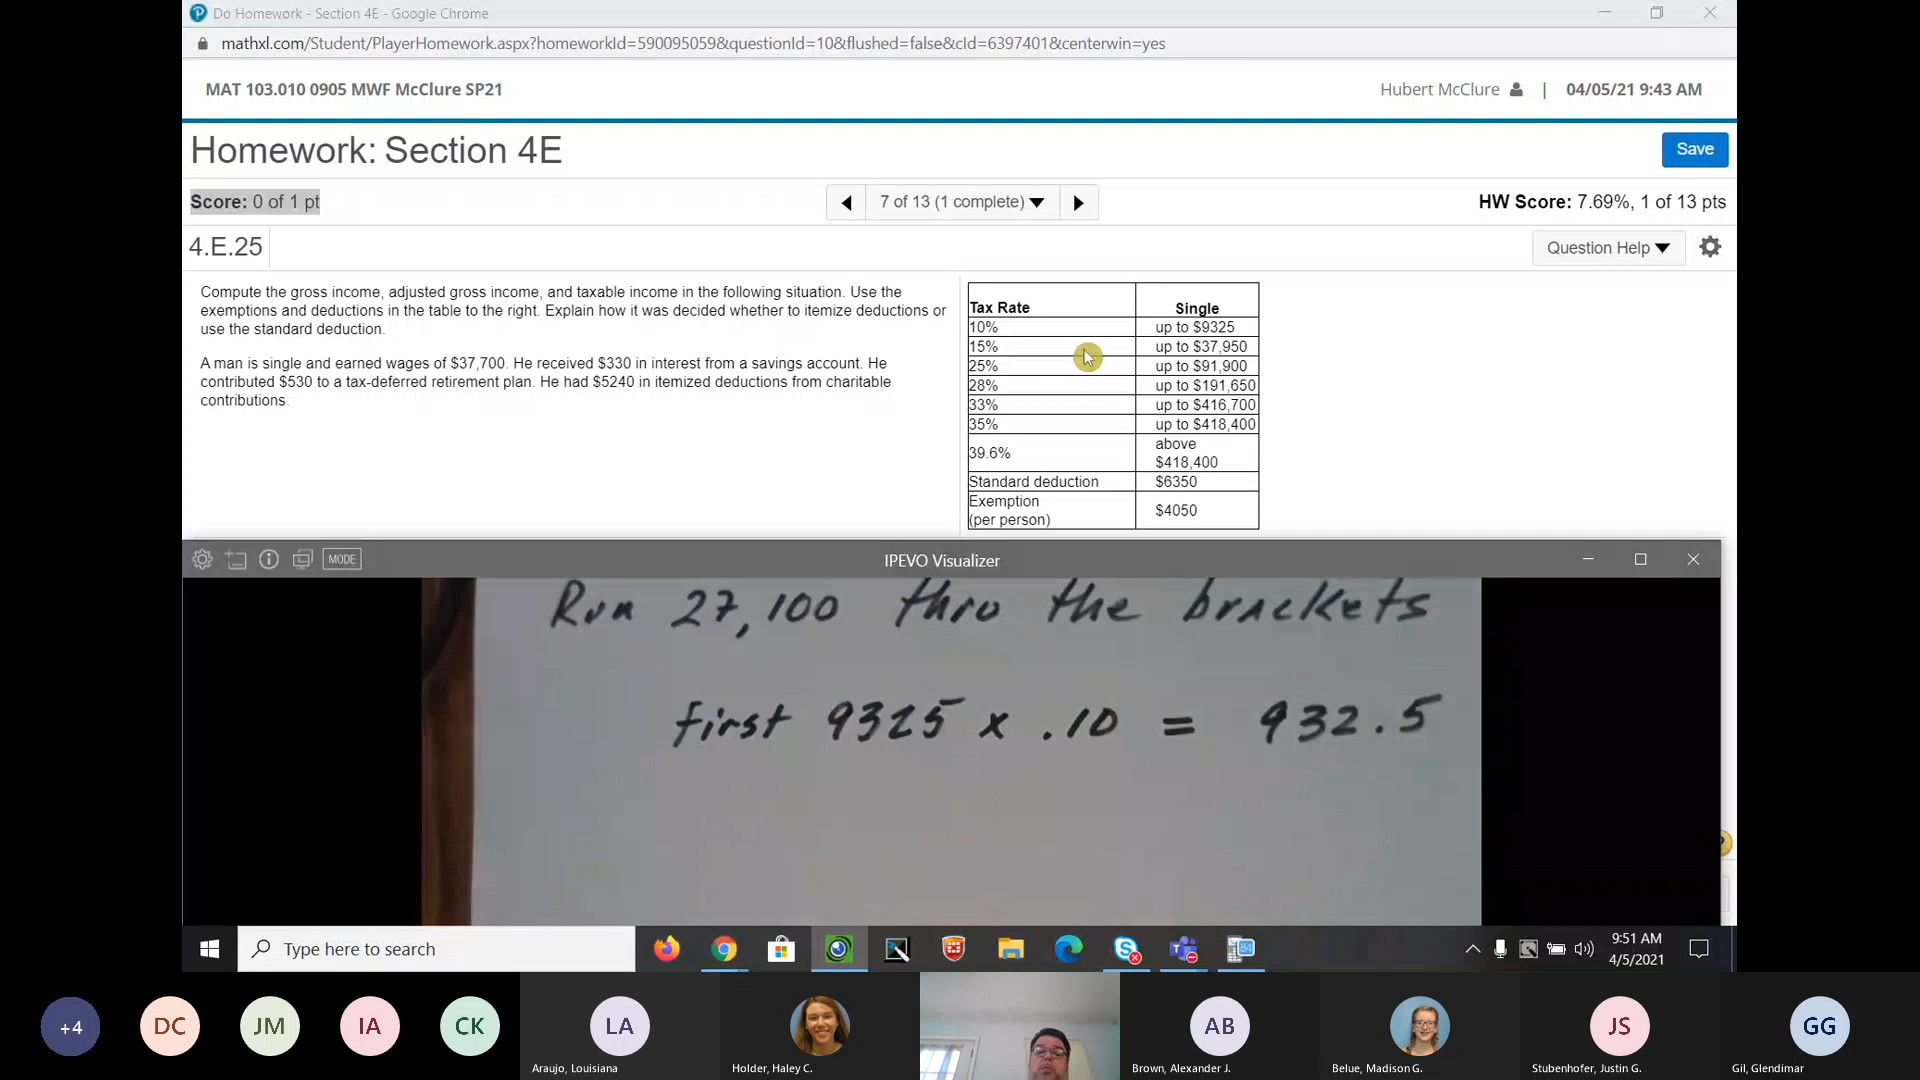 Do Homework - Section 4E - Google Chrome
mathxl.com/Student/PlayerHomework.aspx?homeworkId=590095059&questionId=10&flushed=false&cId=6397401&centerwin=yes
MAT 103.010 0905 MWF McClure SP21
Hubert McClure | 04/05/21 9:43 AM
Homework: Section 4E
Save
Score: 0 of 1 pt
7 of 13 (1 complete)
HW Score: 7.69%, 1 of 13 pts
4.E.25
Question Help
Compute the gross income, adjusted gross income, and taxable income in the following situation. Use the
exemptions and deductions in the table to the right. Explain how it was decided whether to itemize deductions or
use the standard deduction.
A man is single and earned wages of $37,700. He received $330 in interest from a savings account. He
contributed $530 to a tax-deferred retirement plan. He had $5240 in itemized deductions from charitable
contributions.
Tax Rate Single
10% up to $9325
15% up to $37,950
25% up to $91,900
28% up to $191,650
33% up to $416,700
35% up to $418,400
39.6% above
$418,400
Standard deduction $6350
Exemption
(per person) $4050
MODE
IPEVO Visualizer
Run 27,100 thro the brackets
first 9325 x .10 = 932.5
Type here to search
9:51 AM
4/5/2021
+4
DC
JM
IA
CK
LA
Araujo, Louisiana
Holder, Haley C.
AB
Brown, Alexander J.
Belue, Madison G.
JS
Stubenhofer, Justin G.
GG
Gil, Glendimar